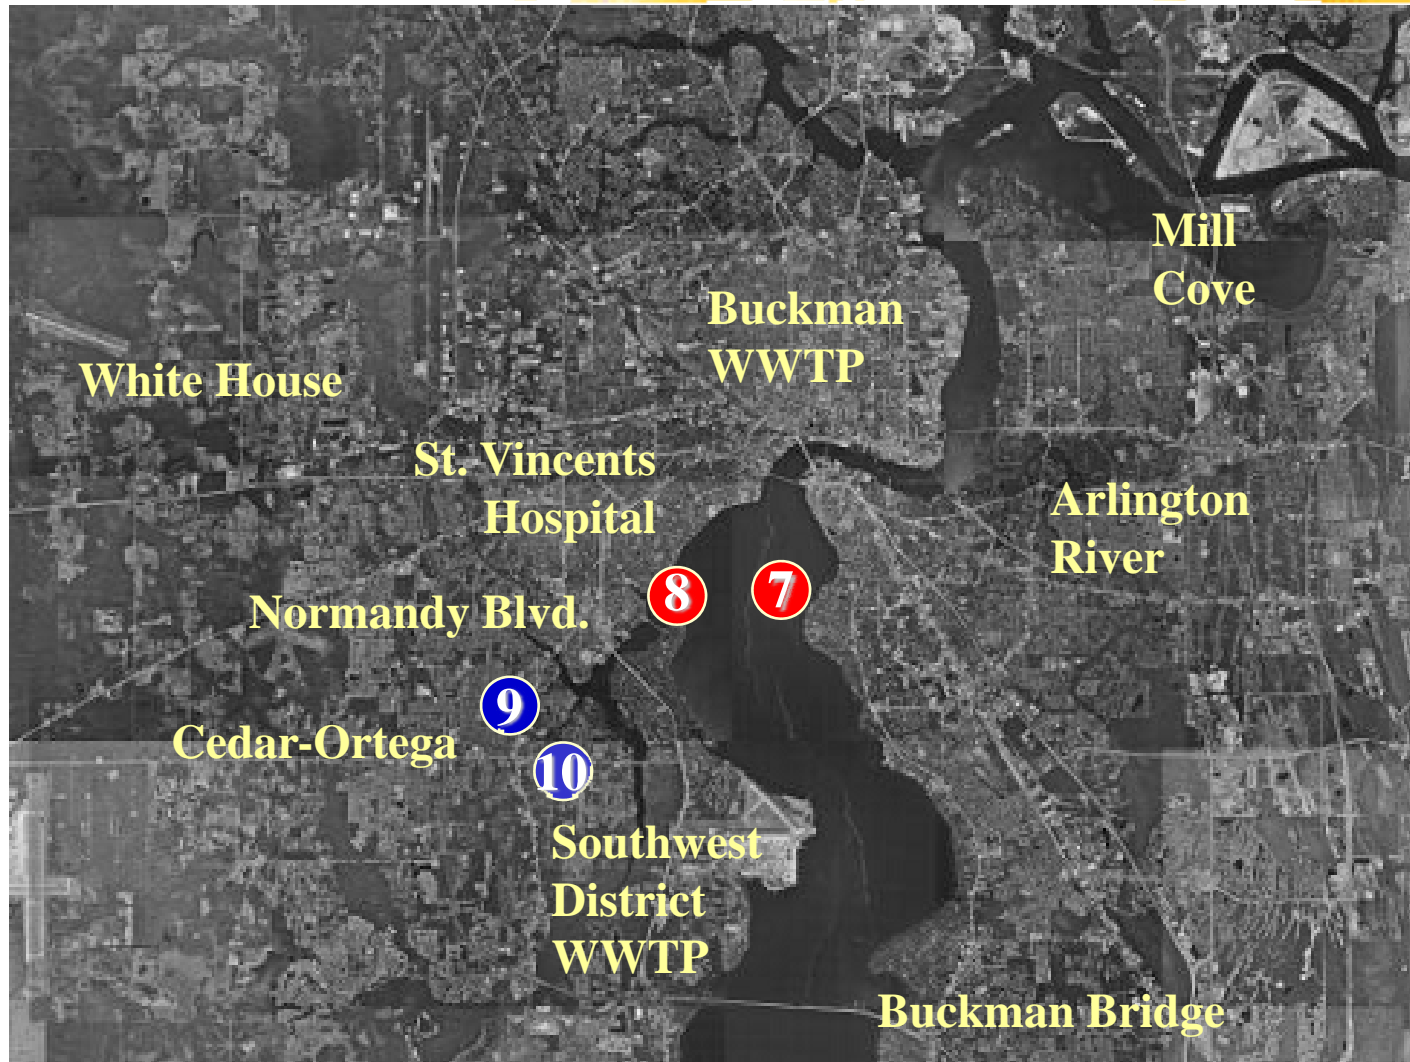 Mill
Cove
Buckman
WWTP
White House
St. Vincents
Hospital
Arlington
River
8
7
Normandy Blvd.
9
Cedar-Ortega
10
Southwest
District
WWTP
Buckman Bridge